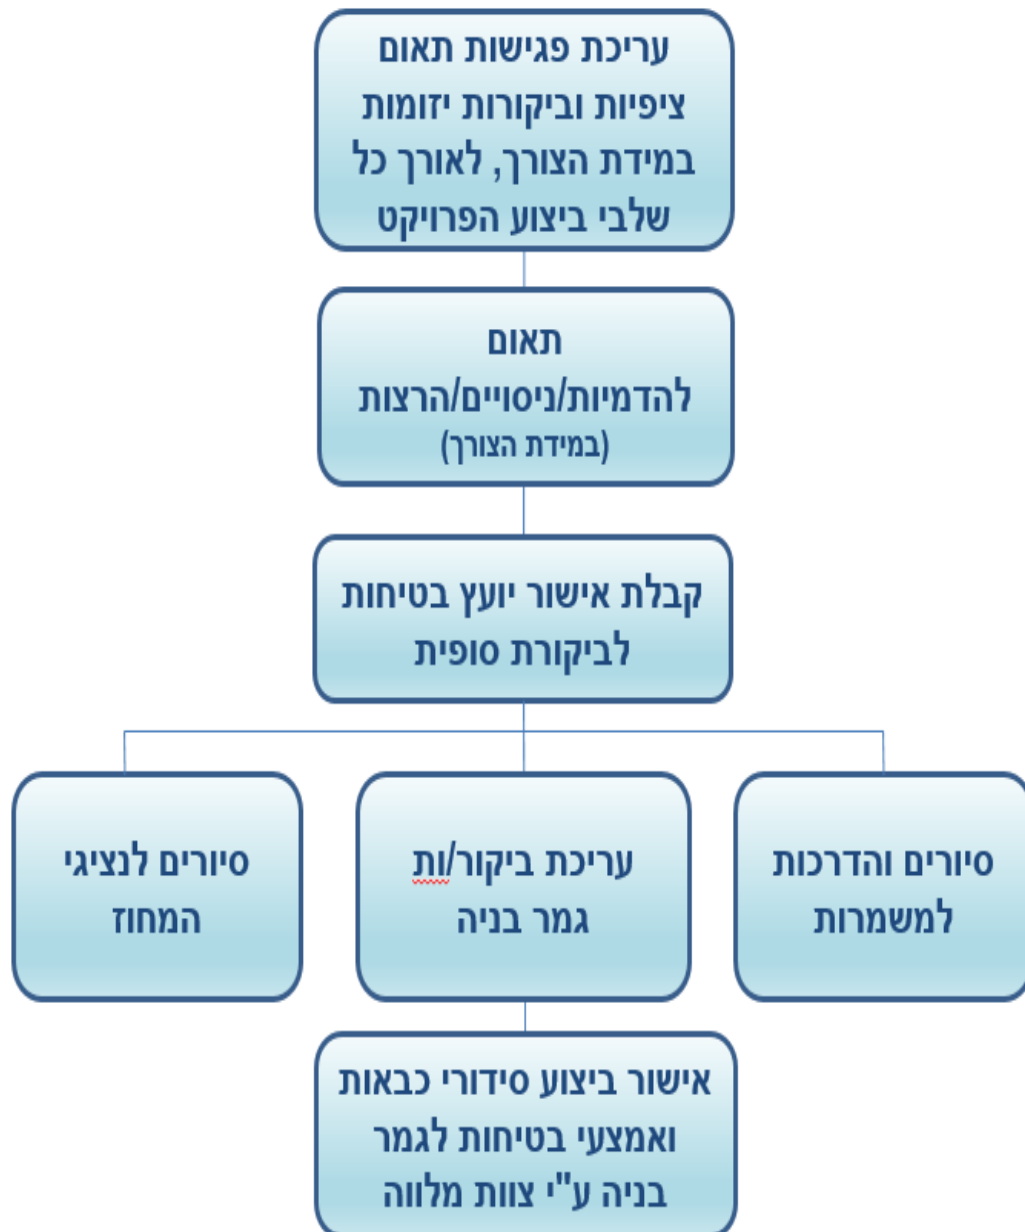 עריכת פגישות תאום
ציפיות וביקורות יזומות
במידת הצורך, לאורך כל
שלבי ביצוע הפרויקט
תאום
להדמיות/ניסויים/הרצות
(במידת הצורך)
קבלת אישור יועץ בטיחות
לביקורת סופית
סיורים והדרכות
למשמרות
עריכת ביקור/ות
גמר בניה
סיורים לנציגי
המחוז
אישור ביצוע סידורי כבאות
ואמצעי בטיחות לגמר
בניה ע"י צוות מלווה